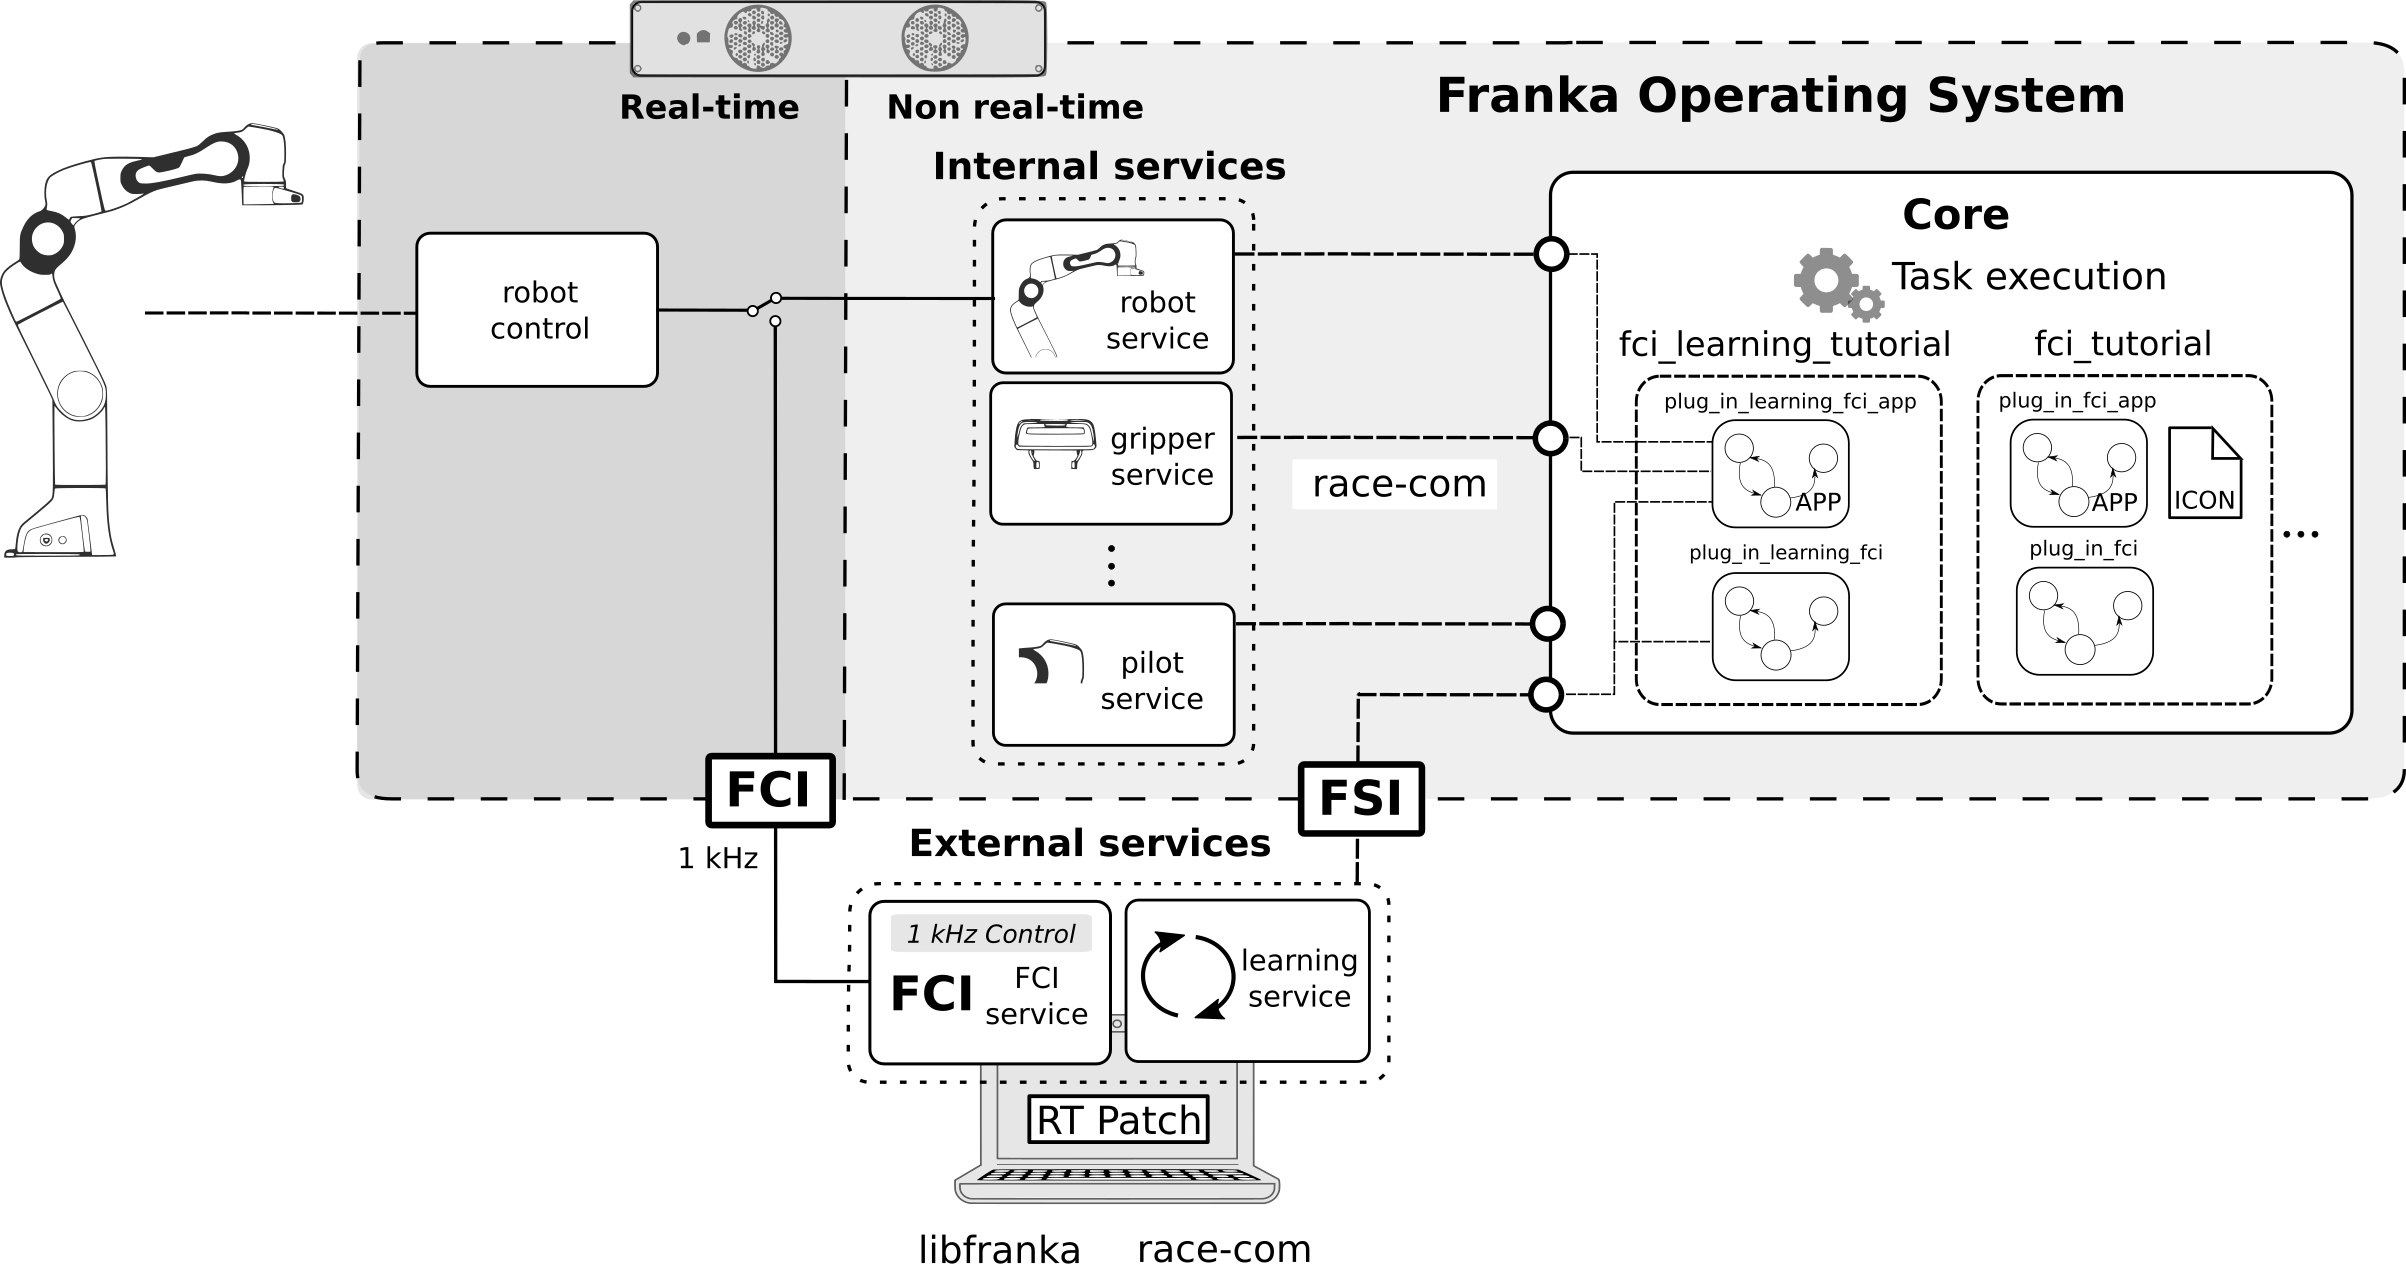 Real-time
Non real-time
Franka Operating System
Internal services
robot
control
robot
service
gripper
service
pilot
service
race-com
Core
Task execution
fci_learning_tutorial
plug_in_learning_fci_app
APP
plug_in_learning_fci
fci_tutorial
plug_in_fci_app
APP
ICON
plug_in_fci
...
FCI
FSI
1 kHz
External services
1 kHz Control
FCI
FCI
service
learning
service
RT Patch
libfranka
race-com